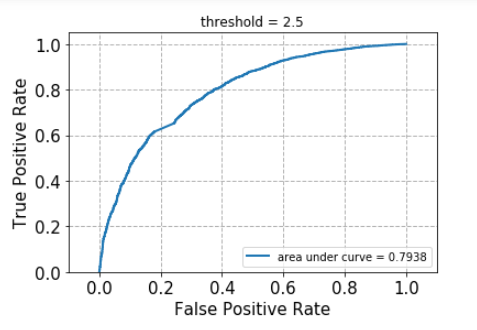 threshold = 2.5
True Positive Rate
1.0
0.8
0.6
0.4
0.2
0.0
area under curve = 0.7938
0.0 0.2 0.4 0.6 0.8 1.0
False Positive Rate